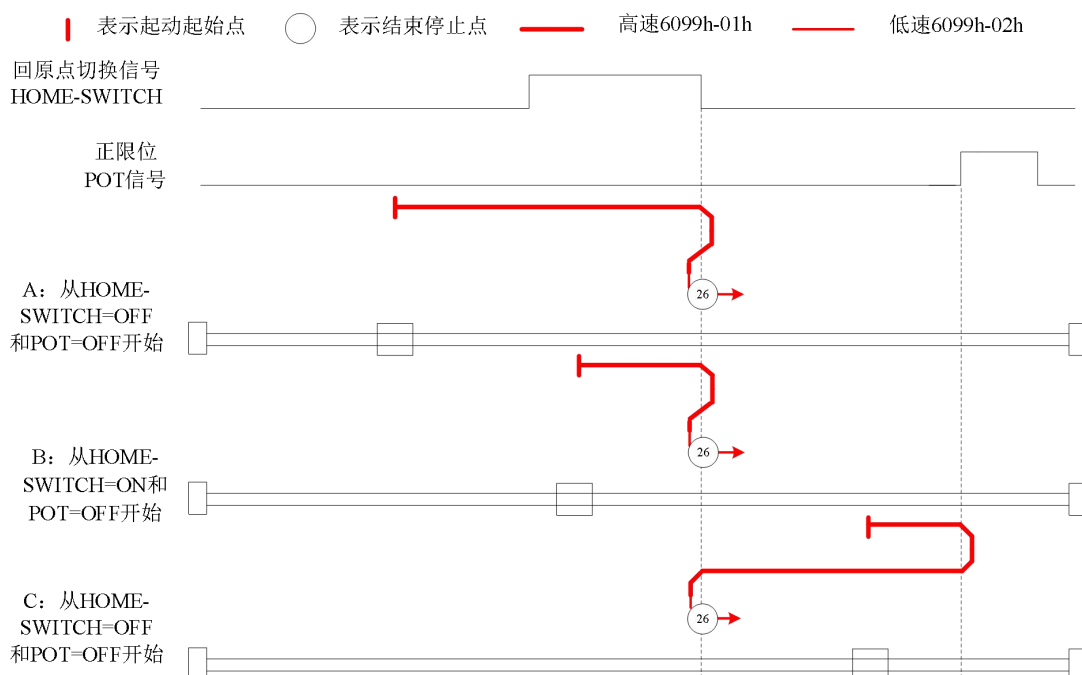 表示起动起始点 表示结束停止点 高速6099h-01h 低速6099h-02h
回原点切换信号
HOME-SWITCH
正限位
POT信号
26
A：从HOME-
SWITCH=OFF
和POT=OFF开始
26
B：从HOME-
SWITCH=ON和
POT=OFF开始
26
C：从HOME-
SWITCH=OFF
和POT=OFF开始